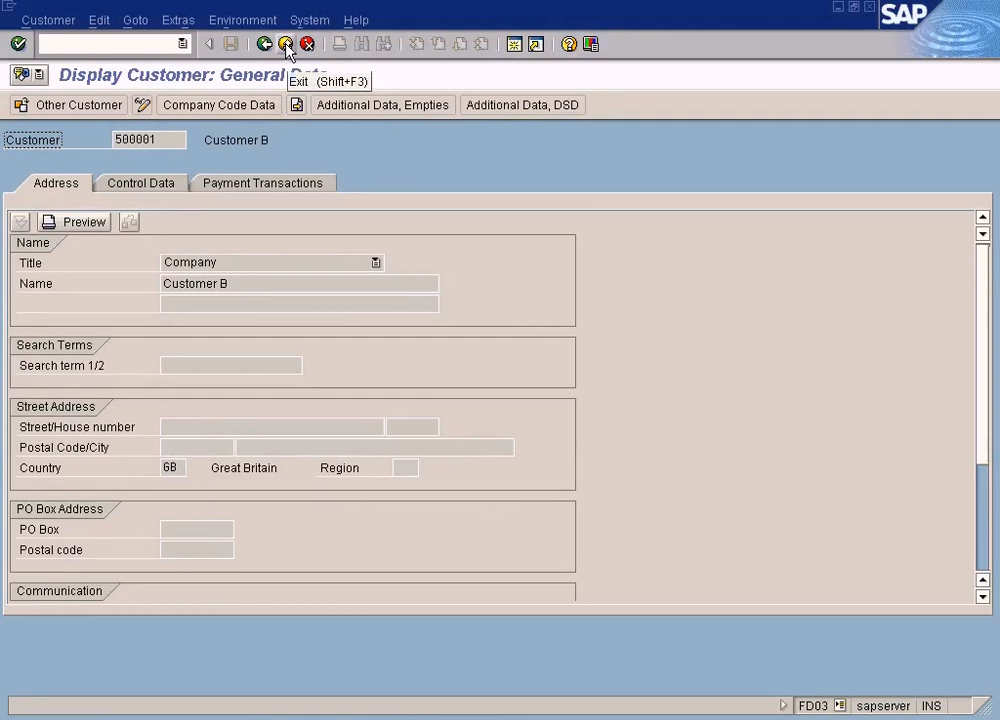 Customer Edit Goto Extras Environment System Help
SAP
Display Customer: General
Exit (Shift+F3)
Other Customer Company Code Data Additional Data, Empties Additional Data, DSD
Customer 500001 Customer B
Address Control Data Payment Transactions
Preview
Name
Title Company
Name Customer B
Search Terms
Search term 1/2
Street Address
Street/House number
Postal Code/City
Country GB Great Britain Region
PO Box Address
PO Box
Postal code
Communication
FD03 sapserver INS